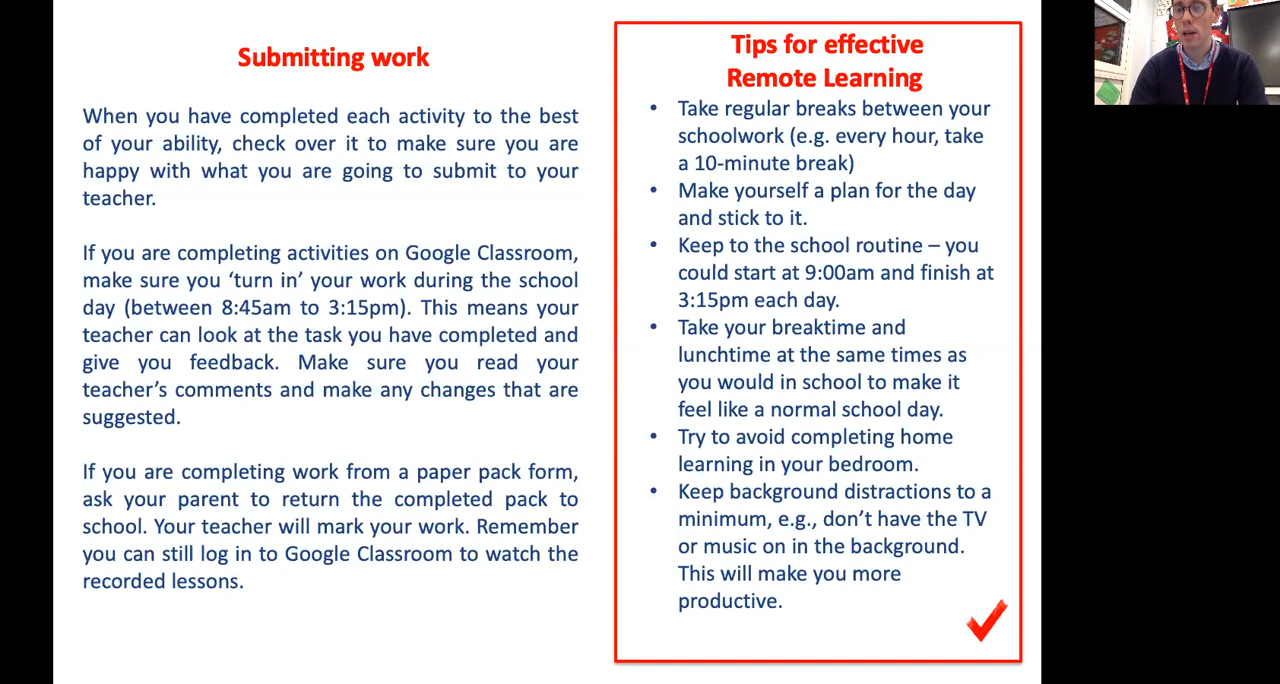 Submitting work
When you have completed each activity to the best
of your ability, check over it to make sure you are
happy with what you are going to submit to your
teacher.
If you are completing activities on Google Classroom,
make sure you ‘turn in’ your work during the school
day (between 8:45am to 3:15pm). This means your
teacher can look at the task you have completed and
give you feedback. Make sure you read your
teacher’s comments and make any changes that are
suggested.
If you are completing work from a paper pack form,
ask your parent to return the completed pack to
school. Your teacher will mark your work. Remember
you can still log in to Google Classroom to watch the
recorded lessons.
Tips for effective
Remote Learning
• Take regular breaks between your
schoolwork (e.g. every hour, take
a 10-minute break)
• Make yourself a plan for the day
and stick to it.
• Keep to the school routine – you
could start at 9:00am and finish at
3:15pm each day.
• Take your breaktime and
lunchtime at the same times as
you would in school to make it
feel like a normal school day.
• Try to avoid completing home
learning in your bedroom.
• Keep background distractions to a
minimum, e.g., don’t have the TV
or music on in the background.
This will make you more
productive.